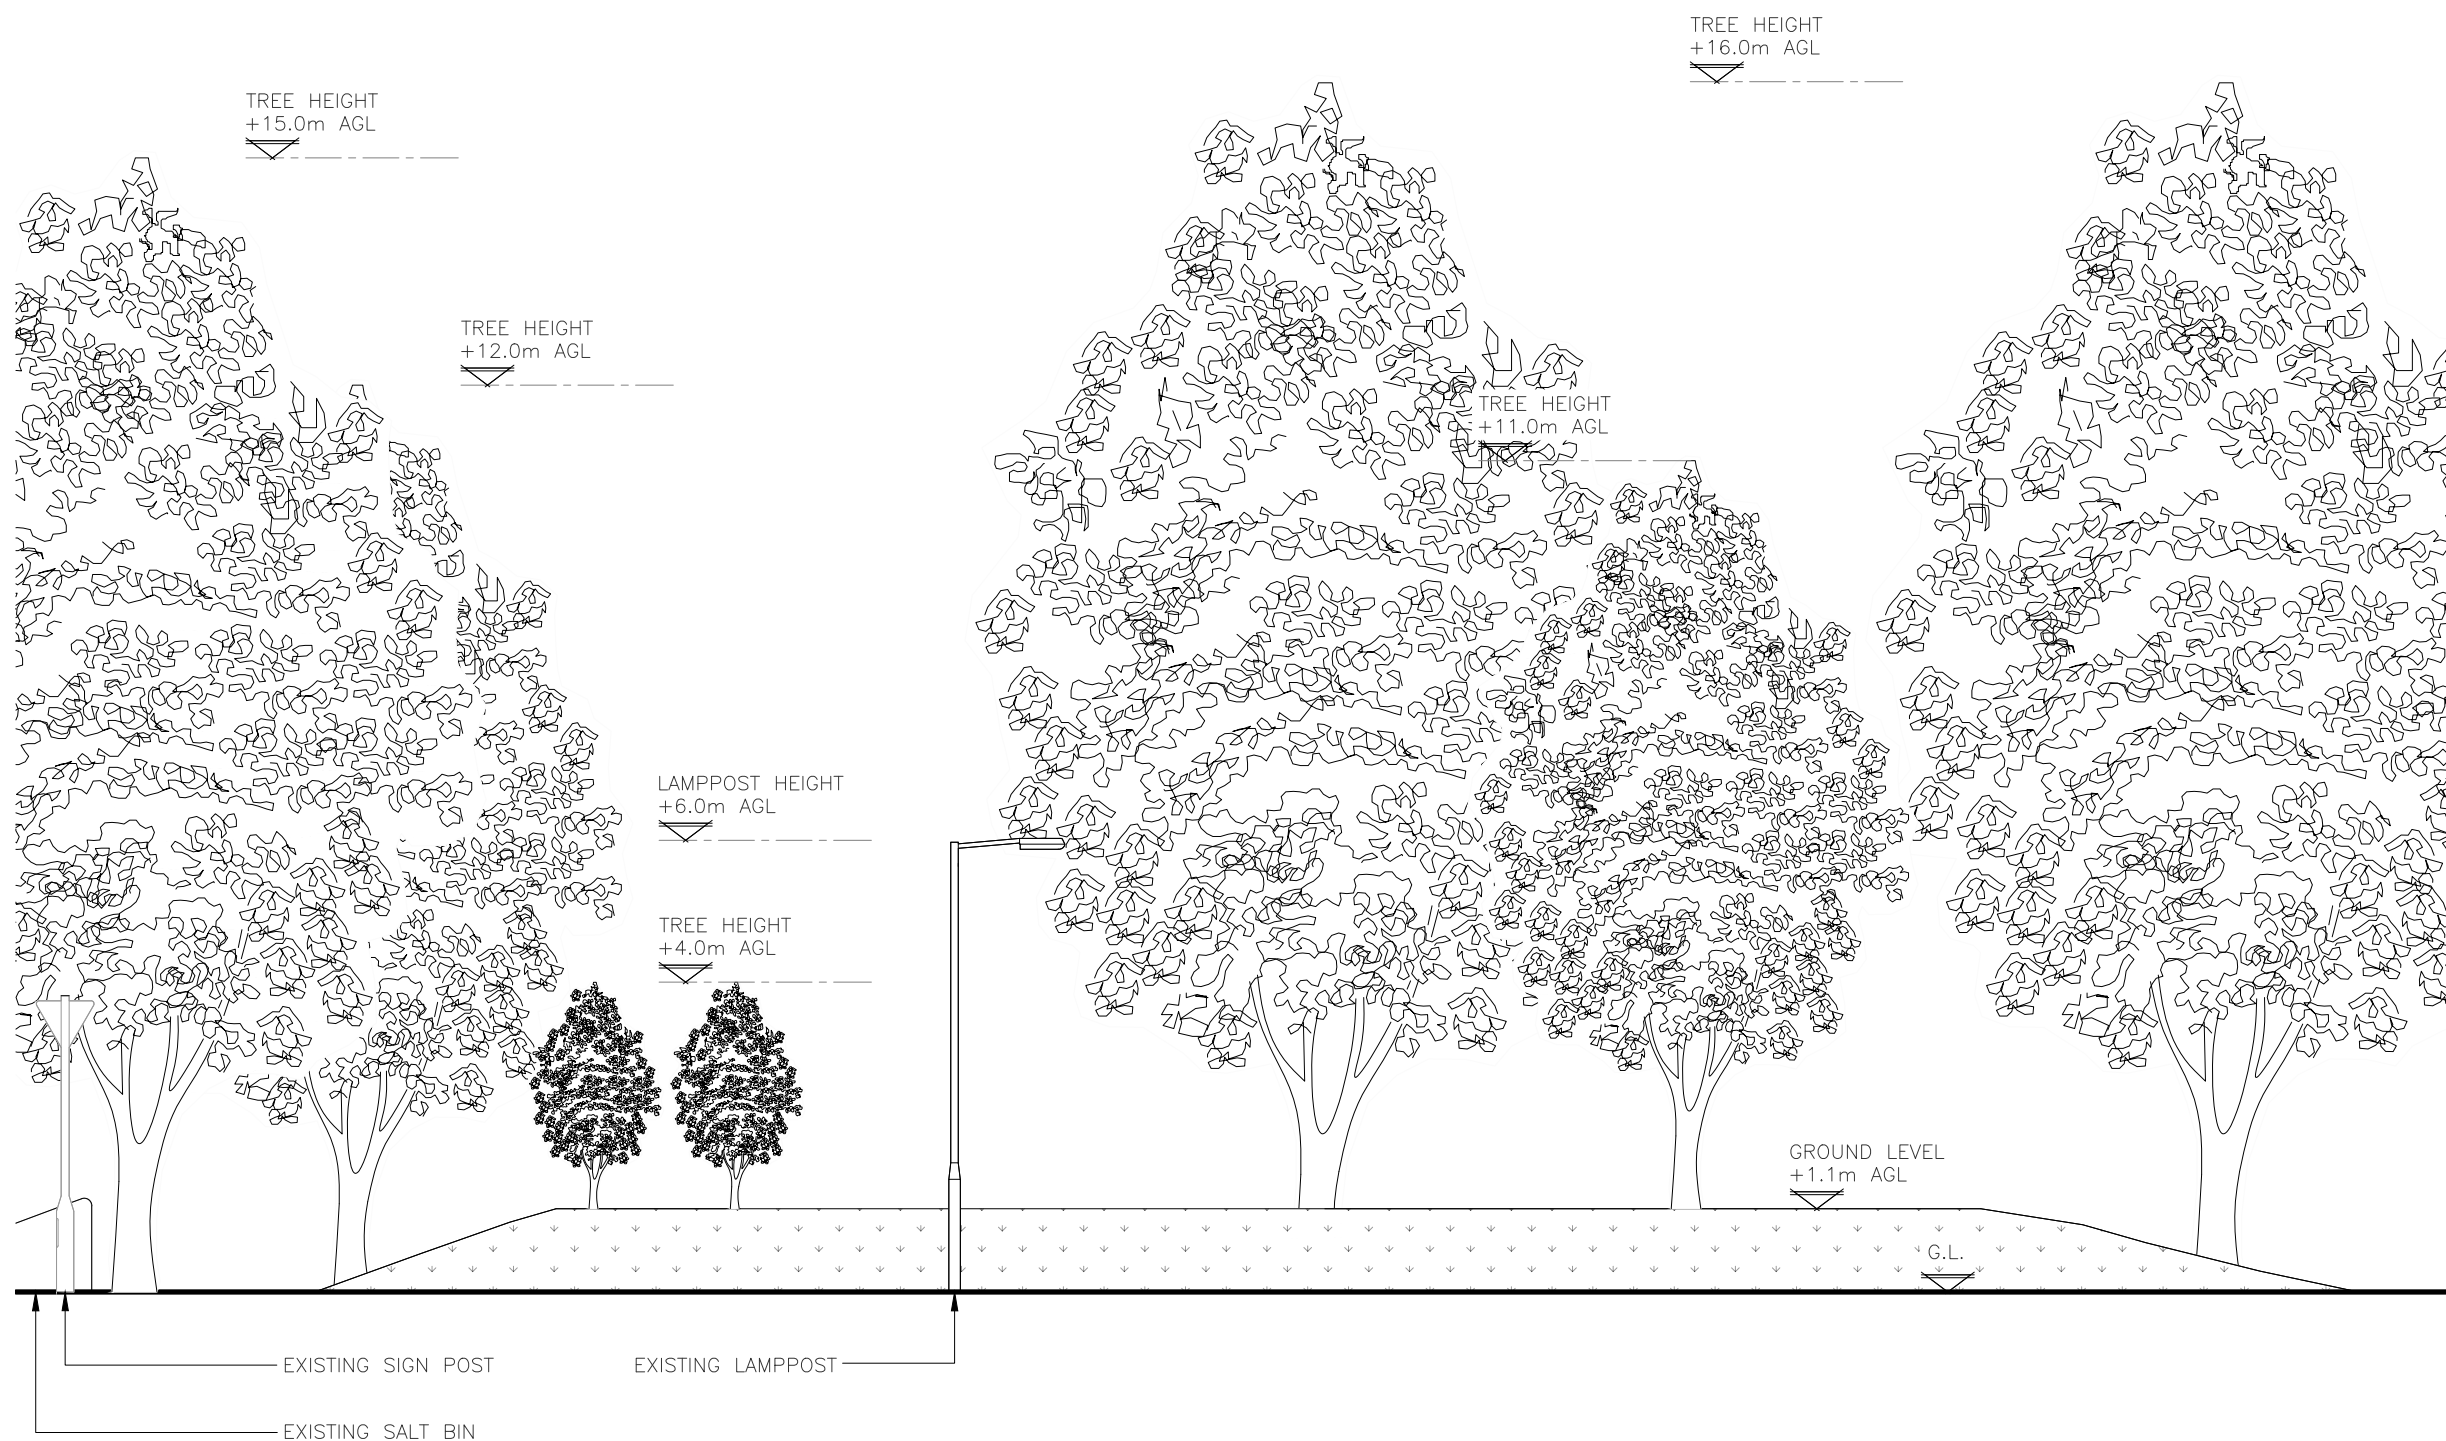 TREE HEIGHT
+16.0m AGL
TREE HEIGHT
+15.0m AGL
TREE HEIGHT
+12.0m AGL
TREE HEIGHT
+11.0m AGL
LAMPPOST HEIGHT
+6.0m AGL
TREE HEIGHT
+4.0m AGL
GROUND LEVEL
+1.1m AGL
G.L.
EXISTING SIGN POST
EXISTING LAMPPOST
EXISTING SALT BIN